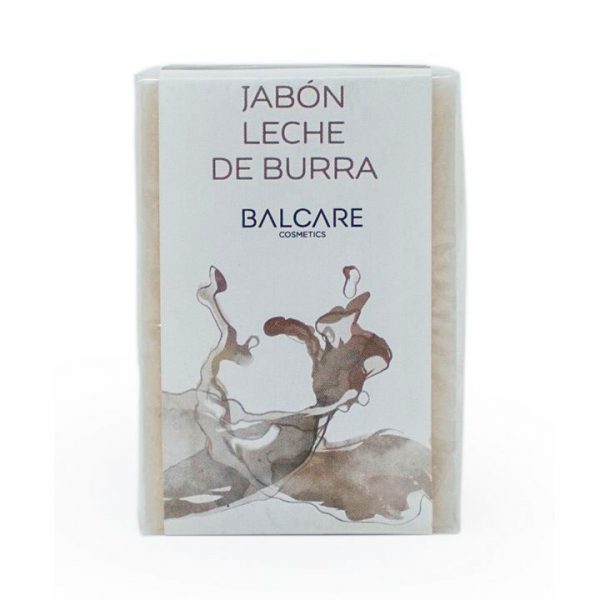 JABÓN
LECHE
DE BURRA
BALCARE
COSMETICS